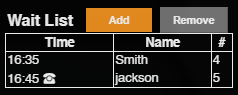 Wait List Add Remove
Time Name #
16:35 Smith 4
16:45 ☎ jackson 5